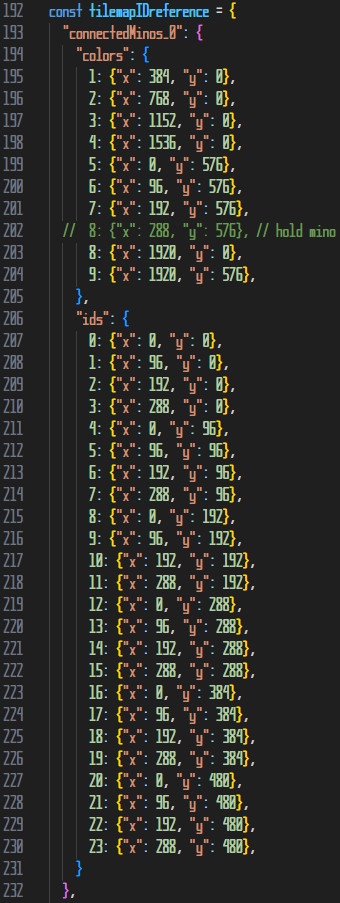 192 const tilemapIDreference = {
193 "connectedMinos_0": {
194 "colors": {
195 1: {"x": 384, "y": 0},
196 2: {"x": 768, "y": 0},
197 3: {"x": 1152, "y": 0},
198 4: {"x": 1536, "y": 0},
199 5: {"x": 0, "y": 576},
200 6: {"x": 96, "y": 576},
201 7: {"x": 192, "y": 576},
202 // 8: {"x": 288, "y": 576}, // hold mino
203 8: {"x": 1920, "y": 0},
204 9: {"x": 1920, "y": 576},
205 },
206 "ids": {
207 0: {"x": 0, "y": 0},
208 1: {"x": 96, "y": 0},
209 2: {"x": 192, "y": 0},
210 3: {"x": 288, "y": 0},
211 4: {"x": 0, "y": 96},
212 5: {"x": 96, "y": 96},
213 6: {"x": 192, "y": 96},
214 7: {"x": 288, "y": 96},
215 8: {"x": 0, "y": 192},
216 9: {"x": 96, "y": 192},
217 10: {"x": 192, "y": 192},
218 11: {"x": 288, "y": 192},
219 12: {"x": 0, "y": 288},
220 13: {"x": 96, "y": 288},
221 14: {"x": 192, "y": 288},
222 15: {"x": 288, "y": 288},
223 16: {"x": 0, "y": 384},
224 17: {"x": 96, "y": 384},
225 18: {"x": 192, "y": 384},
226 19: {"x": 288, "y": 384},
227 20: {"x": 0, "y": 480},
228 21: {"x": 96, "y": 480},
229 22: {"x": 192, "y": 480},
230 23: {"x": 288, "y": 480},
231 }
232 },